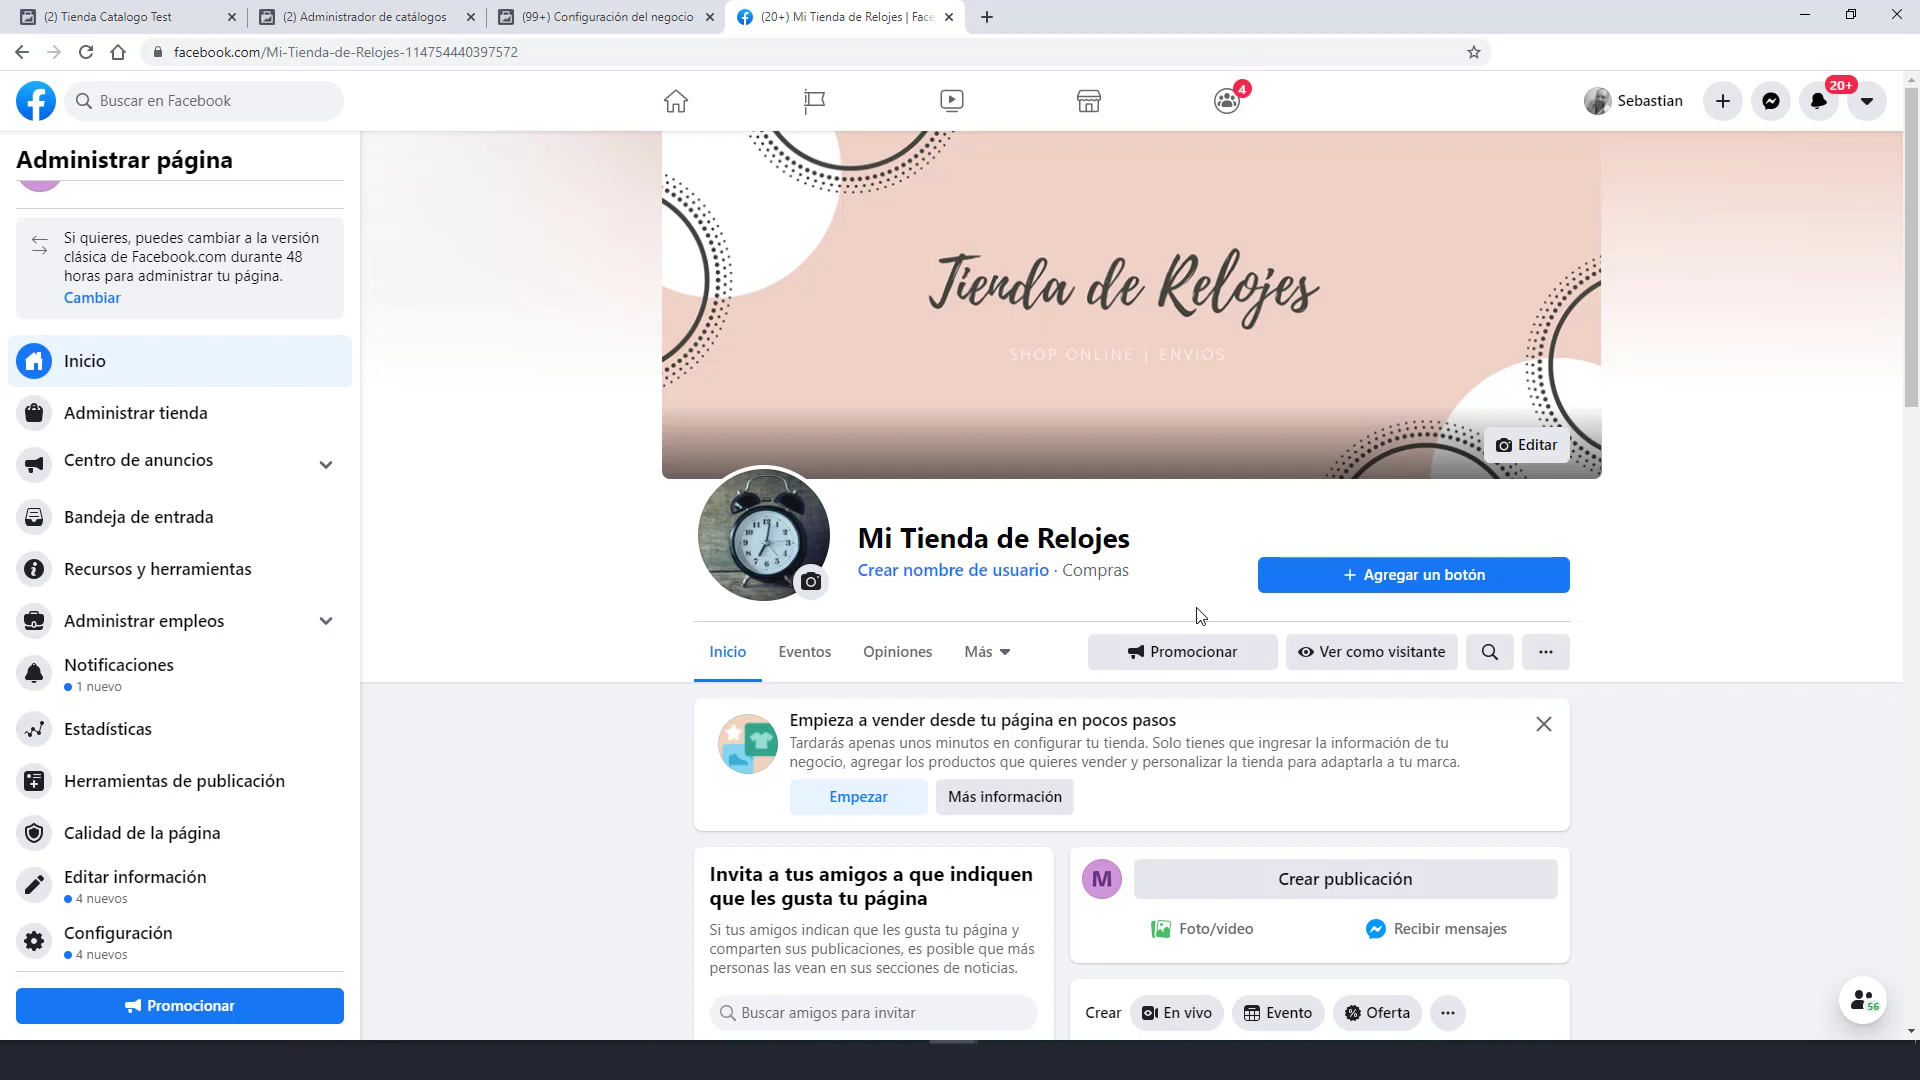 (2) Tienda Catalogo Test
(2) Administrador de catálogos
(99+) Configuración del negocio
(20+) Mi Tienda de Relojes | Face
facebook.com/Mi-Tienda-de-Relojes-114754440397572
Buscar en Facebook
4
Sebastian
20+
Administrar página
Si quieres, puedes cambiar a la versión
clásica de Facebook.com durante 48
horas para administrar tu página.
Cambiar
Inicio
Administrar tienda
Centro de anuncios
Bandeja de entrada
Recursos y herramientas
Administrar empleos
Notificaciones
1 nuevo
Estadísticas
Herramientas de publicación
Calidad de la página
Editar información
4 nuevos
Configuración
4 nuevos
Promocionar
Tienda de Relojes
SHOP ONLINE | ENVIOS
Editar
Mi Tienda de Relojes
Crear nombre de usuario · Compras
+ Agregar un botón
Inicio
Eventos
Opiniones
Más
Promocionar
Ver como visitante
Empieza a vender desde tu página en pocos pasos
Tardarás apenas unos minutos en configurar tu tienda. Solo tienes que ingresar la información de tu
negocio, agregar los productos que quieres vender y personalizar la tienda para adaptarla a tu marca.
Empezar
Más información
Invita a tus amigos a que indiquen
que les gusta tu página
Si tus amigos indican que les gusta tu página y
comparten sus publicaciones, es posible que más
personas las vean en sus secciones de noticias.
Buscar amigos para invitar
M
Crear publicación
Foto/video
Recibir mensajes
Crear
En vivo
Evento
Oferta
56